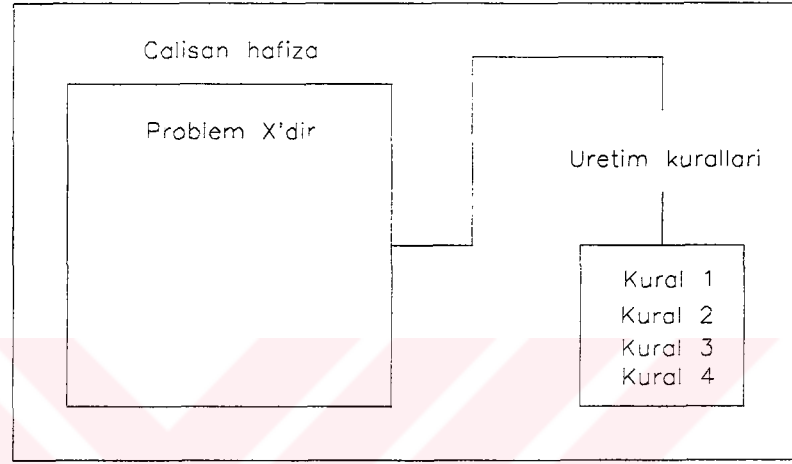 Calisan hafiza
Problem X'dir
Uretim kurallari
Kural 1
Kural 2
Kural 3
Kural 4